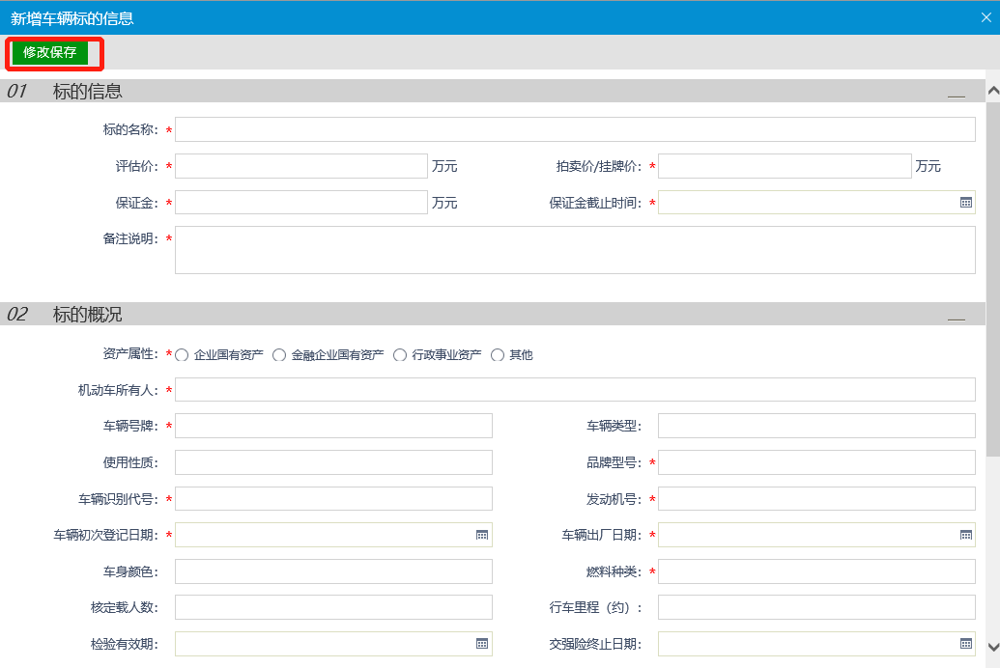 新增车辆标的信息
修改保存
01 标的信息
标的名称: *
评估价: * 万元 拍卖价/挂牌价: * 万元
保证金: * 万元 保证金截止时间: *
备注说明: *
02 标的概况
资产属性: * 企业国有资产 金融企业国有资产 行政事业资产 其他
机动车所有人: *
车辆号牌: * 车辆类型:
使用性质: 品牌型号: *
车辆识别代号: * 发动机号: *
车辆初次登记日期: * 车辆出厂日期: *
车身颜色: 燃料种类: *
核定载人数: 行车里程（约）:
检验有效期: 交强险终止日期: